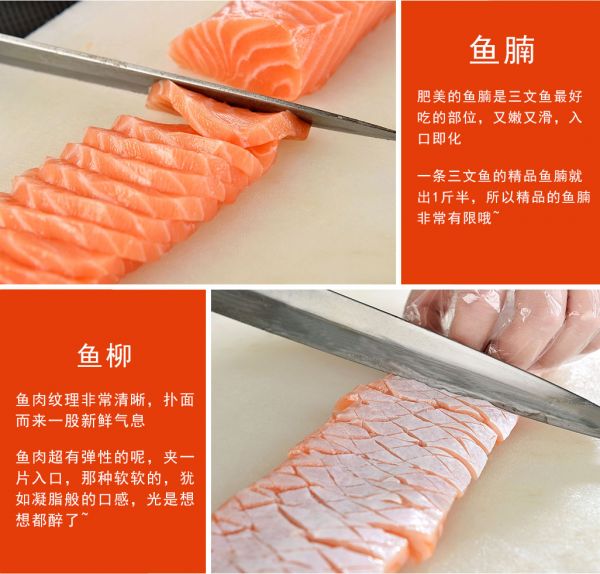 鱼腩
肥美的鱼腩是三文鱼最好
吃的部位，又嫩又滑，入
口即化
一条三文鱼的精品鱼腩就
出1斤半，所以精品的鱼腩
非常有限哦~
鱼柳
鱼肉纹理非常清晰，扑面
而来一股新鲜气息
鱼肉超有弹性的呢，夹一
片入口，那种软软的，犹
如凝脂般的口感，光是想
想都醉了~